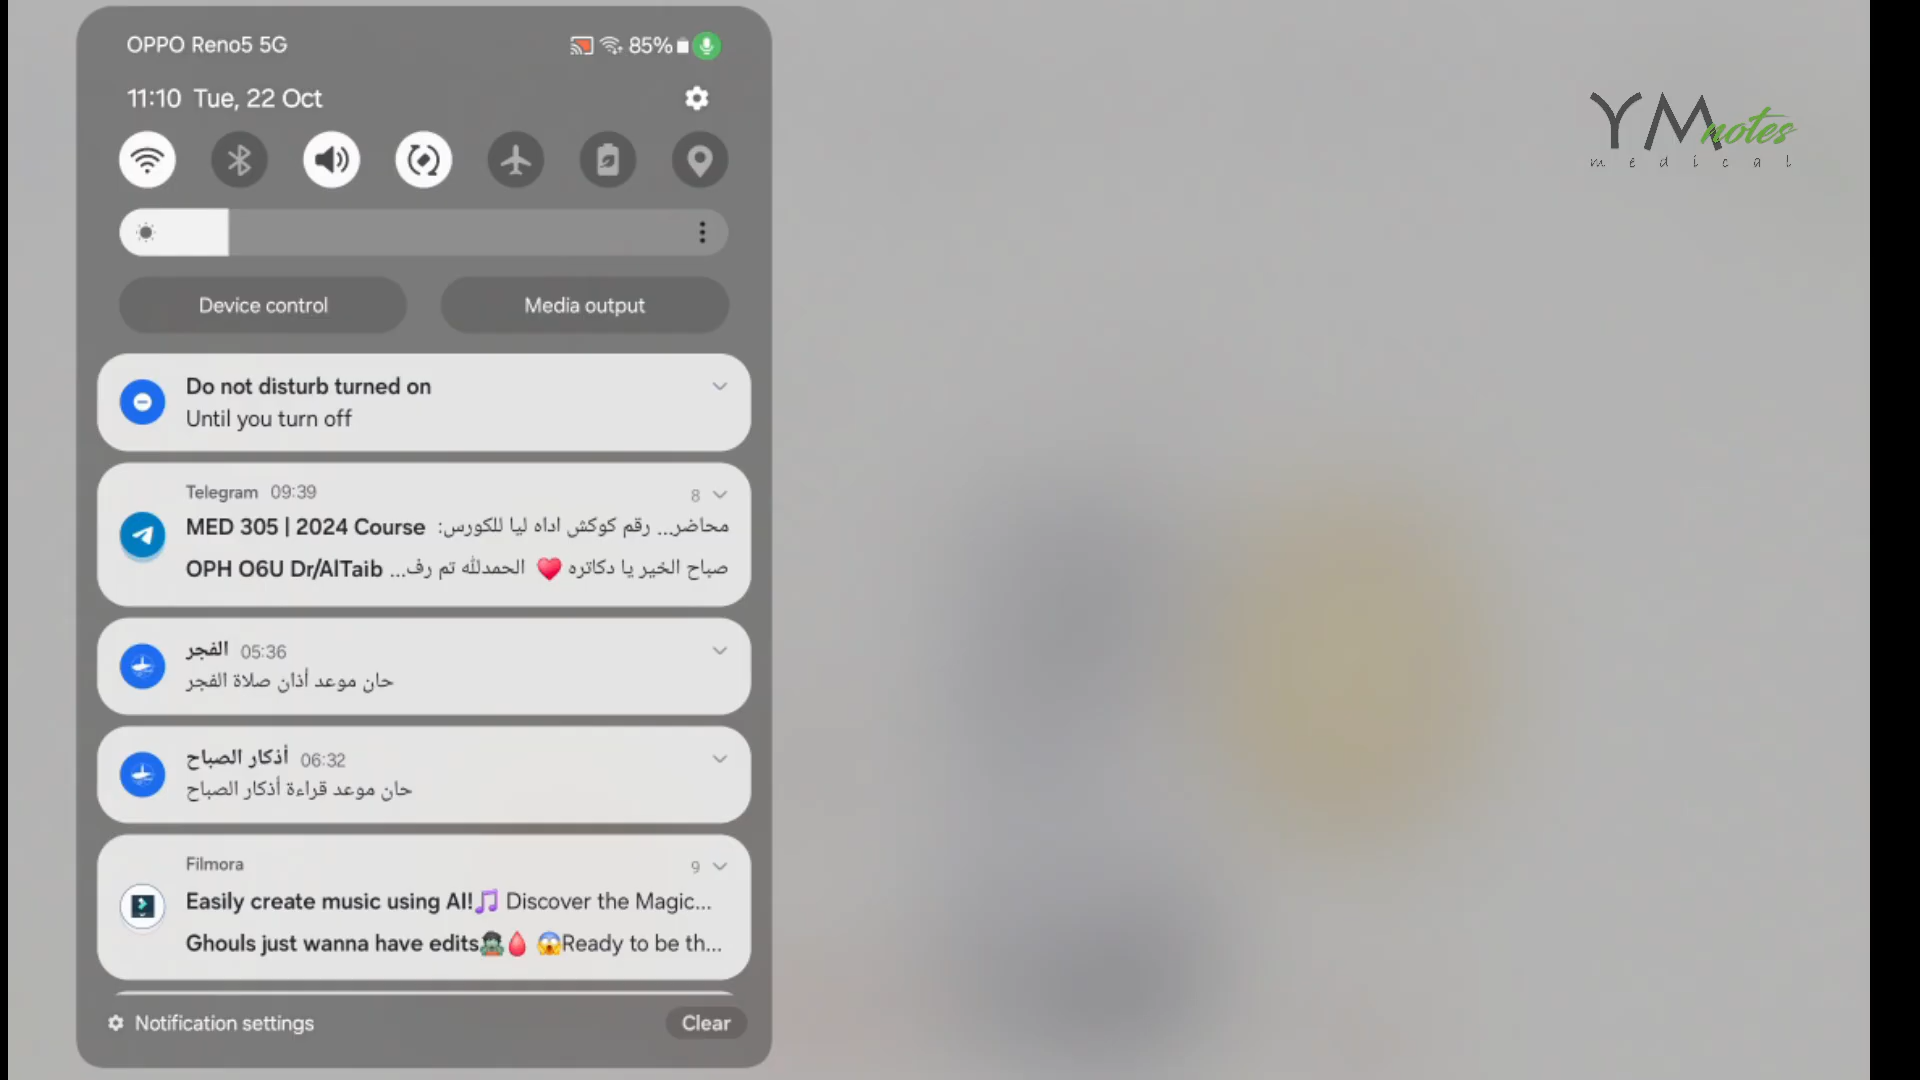 OPPO Reno5 5G 85%
11:10 Tue, 22 Oct
YM notes
medical
Device control
Media output
Do not disturb turned on
Until you turn off
Telegram 09:39 8
MED 305 | 2024 Course محاضر... رقم كوكش اداه ليا للكورس:
OPH O6U Dr/AlTaib صباح الخير يا دكاتره ❤️ الحمدلله تم رف...
الفجر 05:36
حان موعد أذان صلاة الفجر
أذكار الصباح 06:32
حان موعد قراءة أذكار الصباح
Filmora 9
Easily create music using AI!🎵 Discover the Magic...
Ghouls just wanna have edits🧟🩸 😱Ready to be th...
Notification settings
Clear